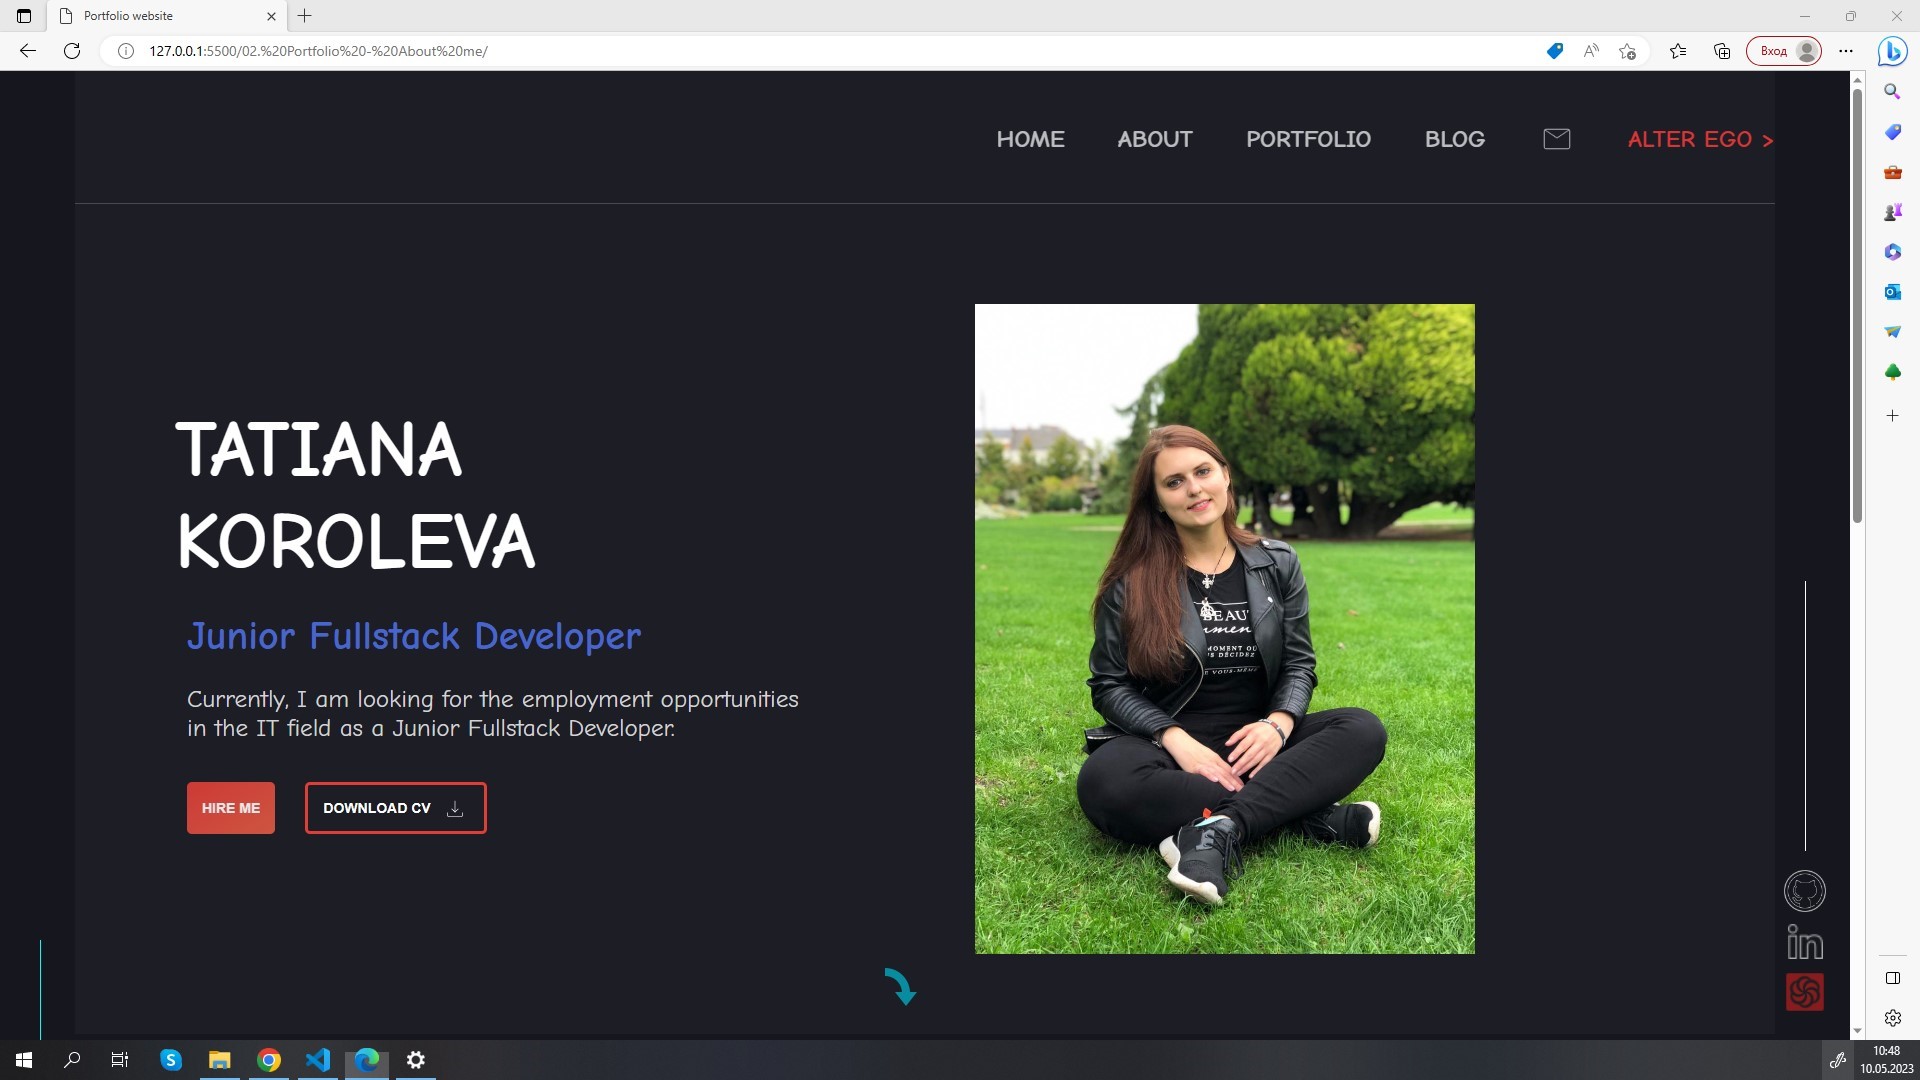 Portfolio website
127.0.0.1:5500/02.%20Portfolio%20-%20About%20me/
Вход
HOME ABOUT PORTFOLIO BLOG ALTER EGO >
TATIANA
KOROLEVA
Junior Fullstack Developer
Currently, I am looking for the employment opportunities
in the IT field as a Junior Fullstack Developer.
HIRE ME DOWNLOAD CV
BEAU
MOMENT OÙ
DÉCIDEZ
VOUS-MÊME
in
10:48
10.05.2023